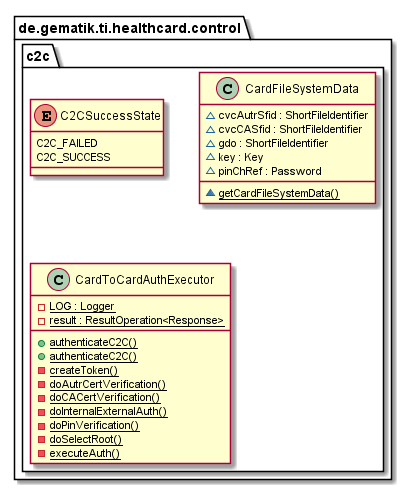 de.gematik.ti.healthcard.control
c2c
E C2CSuccessState
C2C_FAILED
C2C_SUCCESS
C CardFileSystemData
cvcAutrSfid : ShortFileIdentifier
cvcCASfid : ShortFileIdentifier
gdo : ShortFileIdentifier
key : Key
pinChRef : Password
getCardFileSystemData()
C CardToCardAuthExecutor
LOG : Logger
result : ResultOperation<Response>
authenticateC2C()
authenticateC2C()
createToken()
doAutrCertVerification()
doCACertVerification()
doInternalExternalAuth()
doPinVerification()
doSelectRoot()
executeAuth()